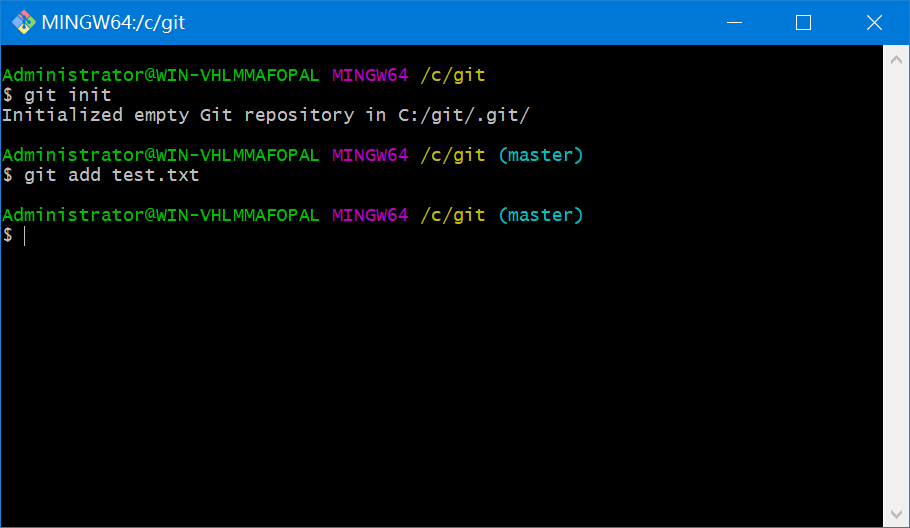 MINGW64:/c/git
Administrator@WIN-VHLMMAFOPAL MINGW64 /c/git
$ git init
Initialized empty Git repository in C:/git/.git/
Administrator@WIN-VHLMMAFOPAL MINGW64 /c/git (master)
$ git add test.txt
Administrator@WIN-VHLMMAFOPAL MINGW64 /c/git (master)
$